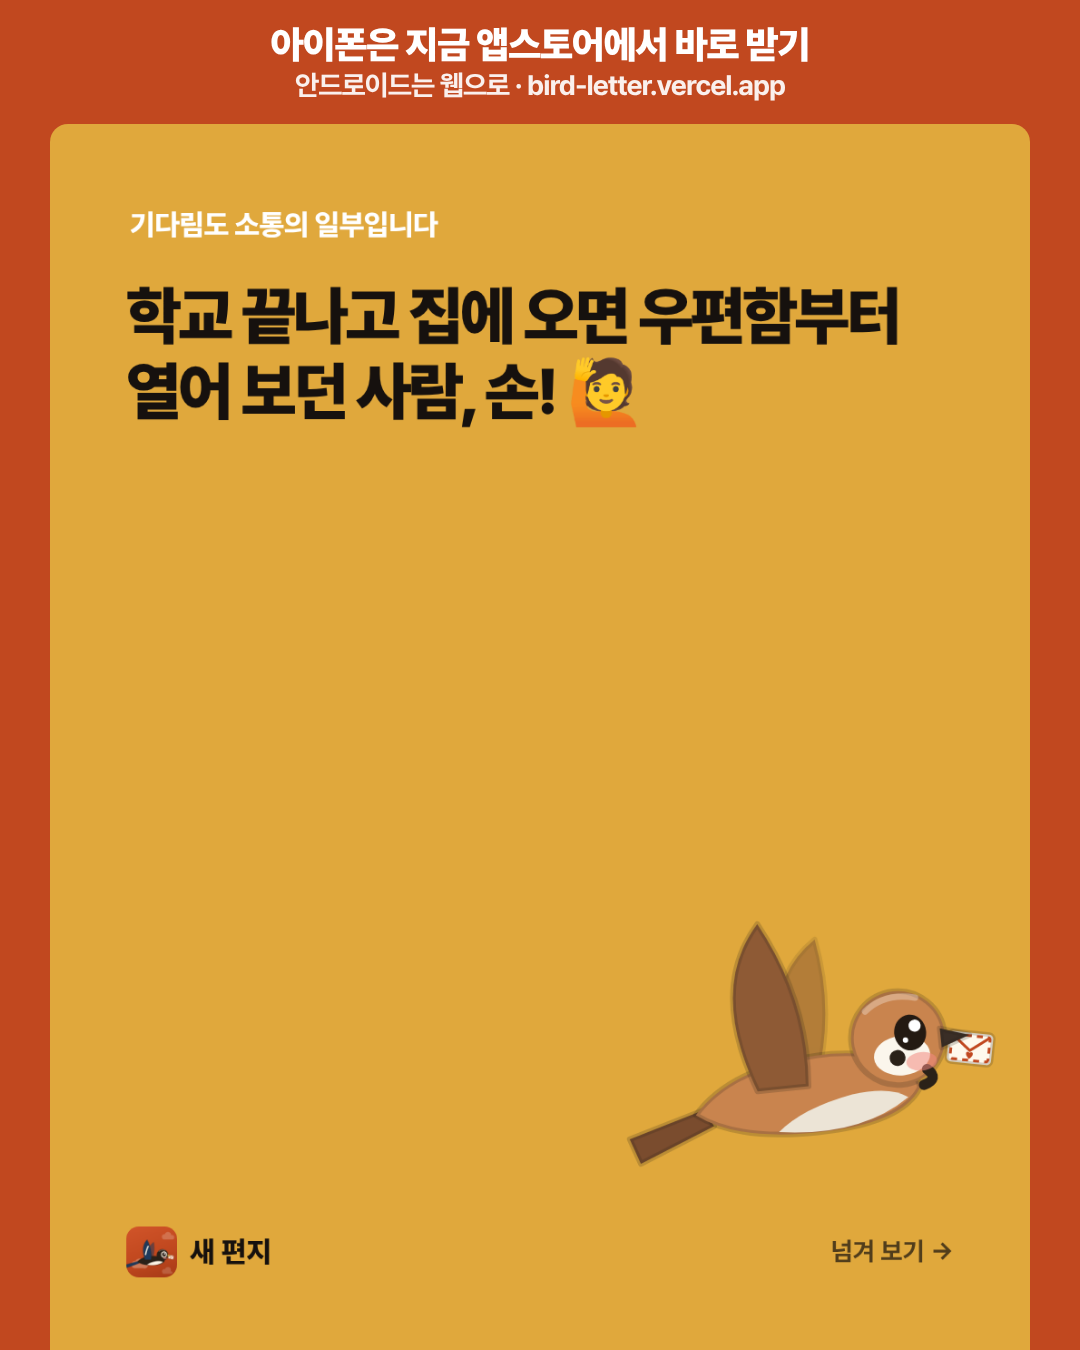 아이폰은 지금 앱스토어에서 바로 받기
안드로이드는 웹으로 · bird-letter.vercel.app
기다림도 소통의 일부입니다
학교 끝나고 집에 오면 우편함부터
열어 보던 사람, 손! 🙋
새 편지
넘겨 보기 →